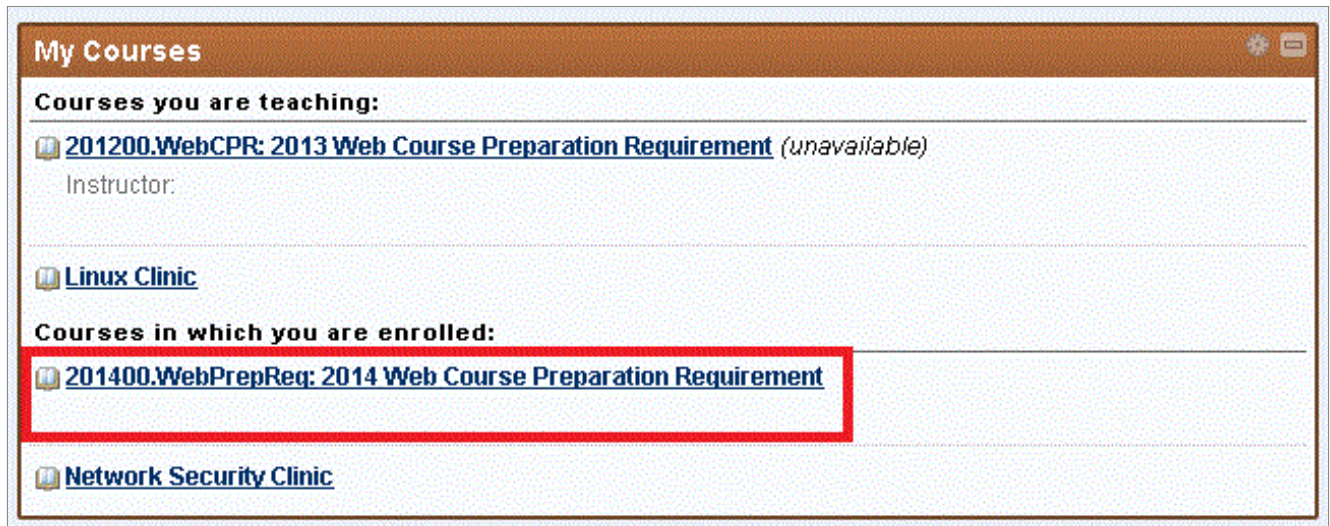 My Courses
Courses you are teaching:
201200.WebCPR: 2013 Web Course Preparation Requirement (unavailable)
Instructor:
Linux Clinic
Courses in which you are enrolled:
201400.WebPrepReq: 2014 Web Course Preparation Requirement
Network Security Clinic